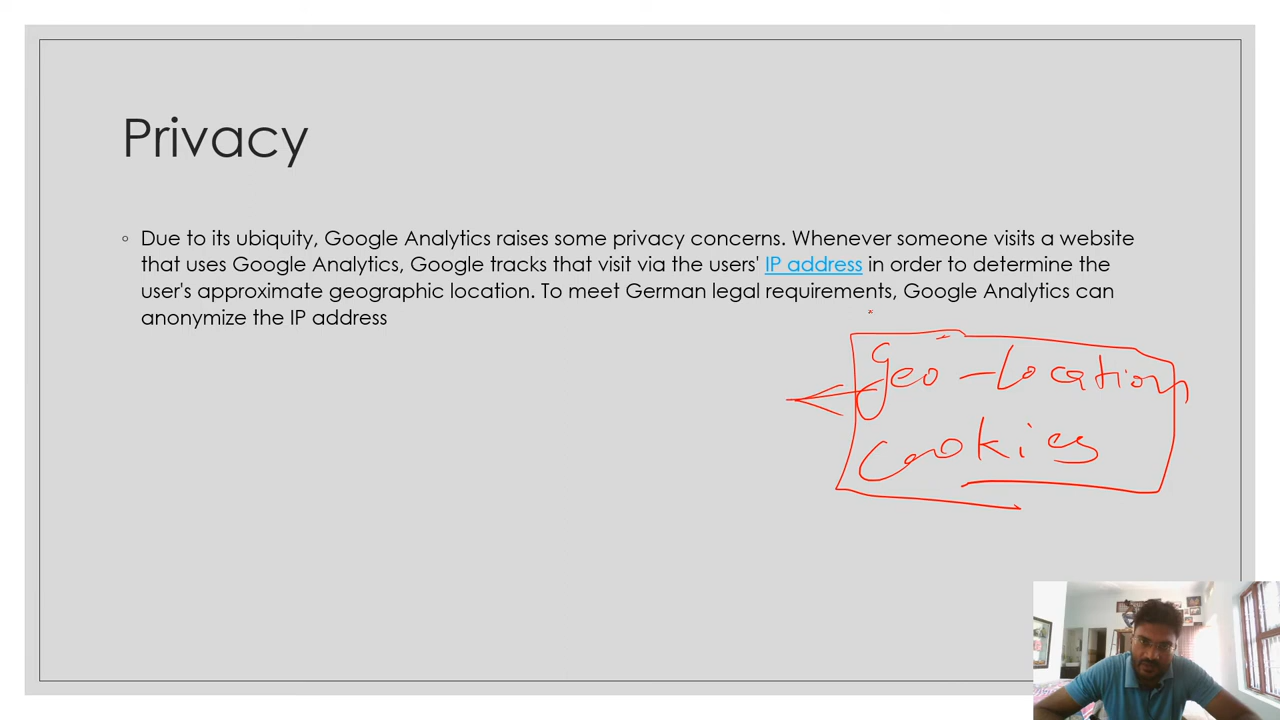 Privacy
◦ Due to its ubiquity, Google Analytics raises some privacy concerns. Whenever someone visits a website
that uses Google Analytics, Google tracks that visit via the users' IP address in order to determine the
user's approximate geographic location. To meet German legal requirements, Google Analytics can
anonymize the IP address
Geo-Location
Cookies